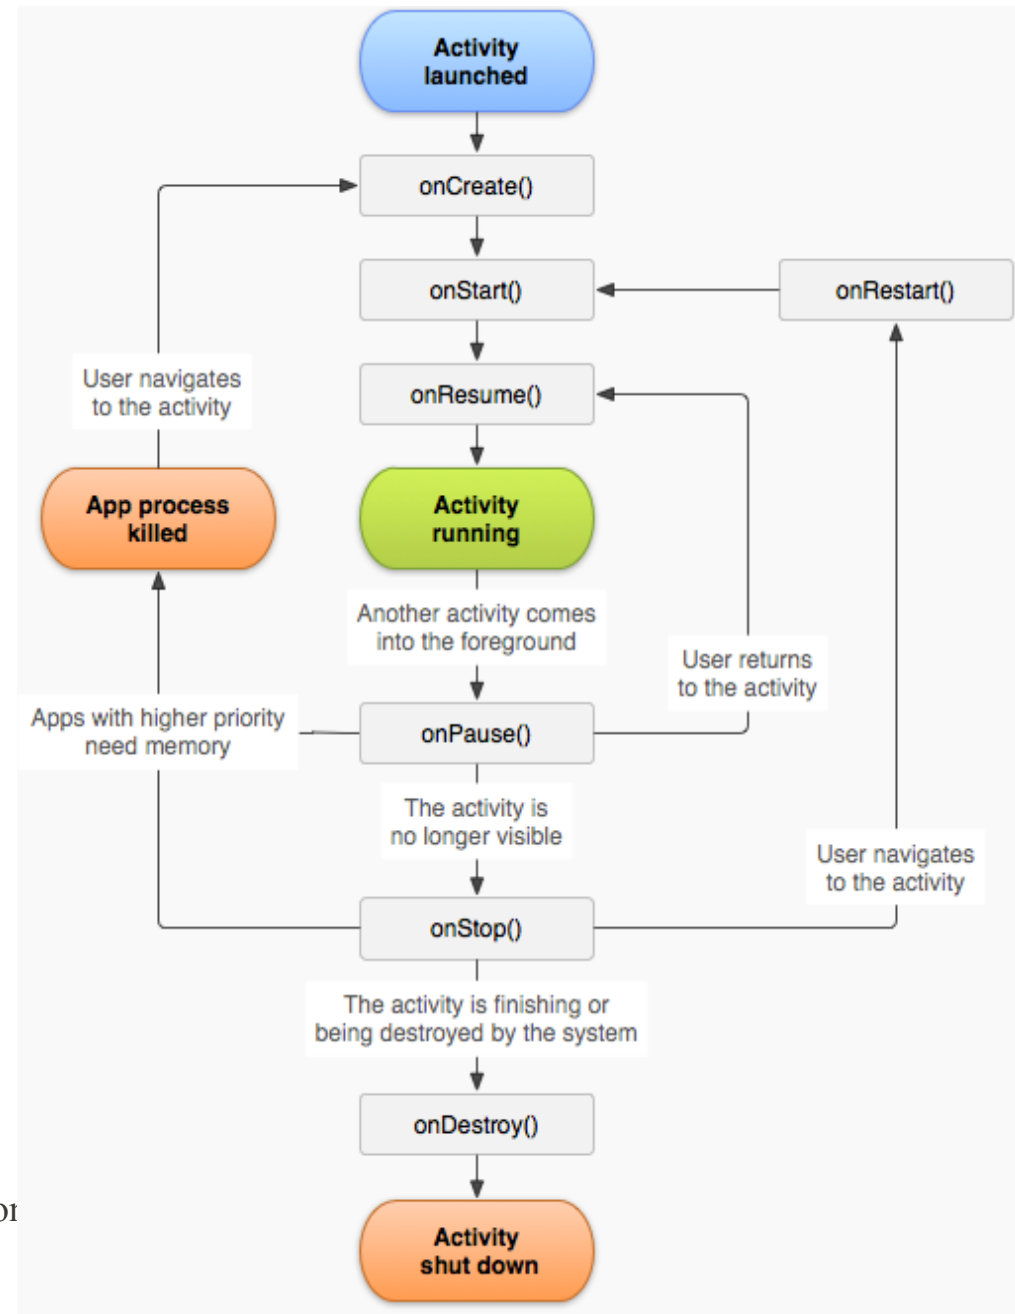 Activity
launched
onCreate()
onStart()
onRestart()
User navigates
to the activity
onResume()
App process
killed
Activity
running
Another activity comes
into the foreground
User returns
to the activity
Apps with higher priority
need memory
onPause()
The activity is
no longer visible
User navigates
to the activity
onStop()
The activity is finishing or
being destroyed by the system
onDestroy()
or
Activity
shut down